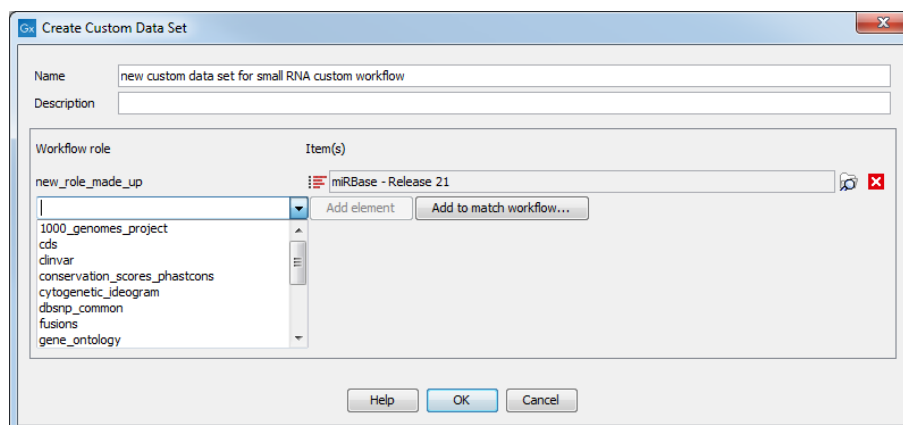 Gx Create Custom Data Set
Name new custom data set for small RNA custom workflow
Description
Workflow role Item(s)
new_role_made_up miRBase - Release 21
Add element Add to match workflow...
1000_genomes_project
cds
clinvar
conservation_scores_phastcons
cytogenetic_ideogram
dbsnp_common
fusions
gene_ontology
Help OK Cancel